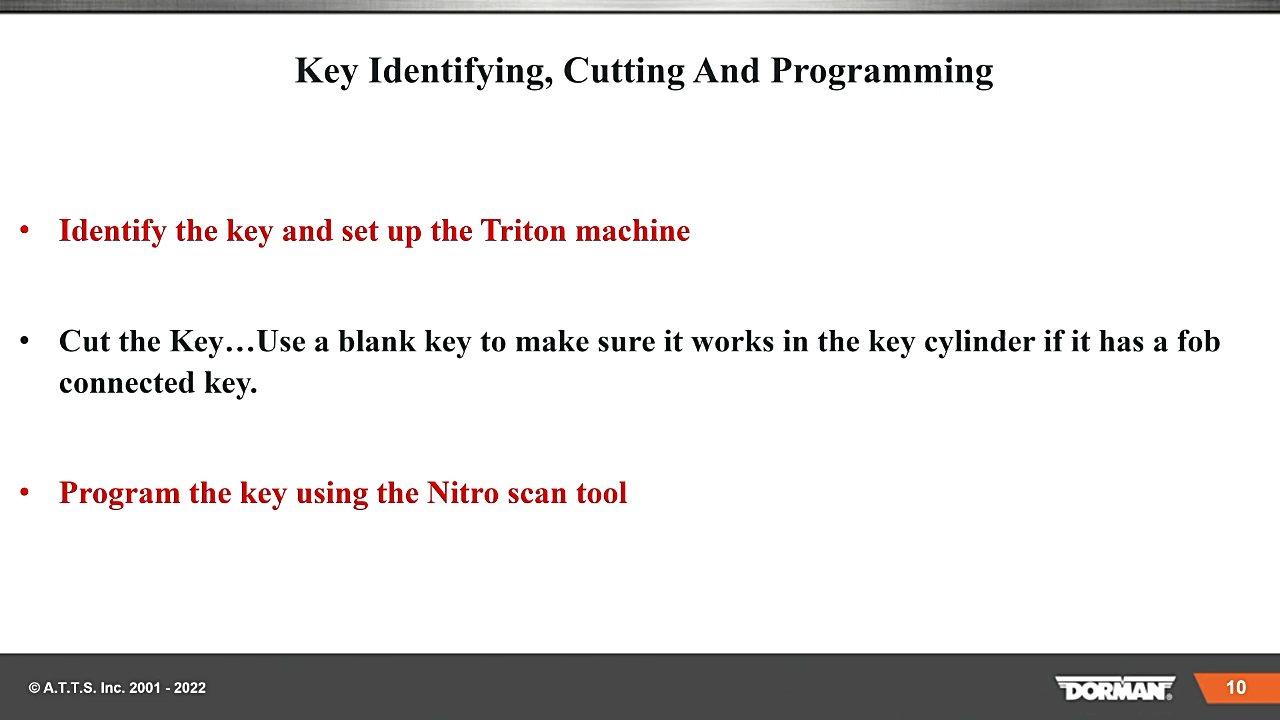 Key Identifying, Cutting And Programming
• Identify the key and set up the Triton machine
• Cut the Key…Use a blank key to make sure it works in the key cylinder if it has a fob
connected key.
• Program the key using the Nitro scan tool
© A.T.T.S. Inc. 2001 - 2022
DORMAN®
10